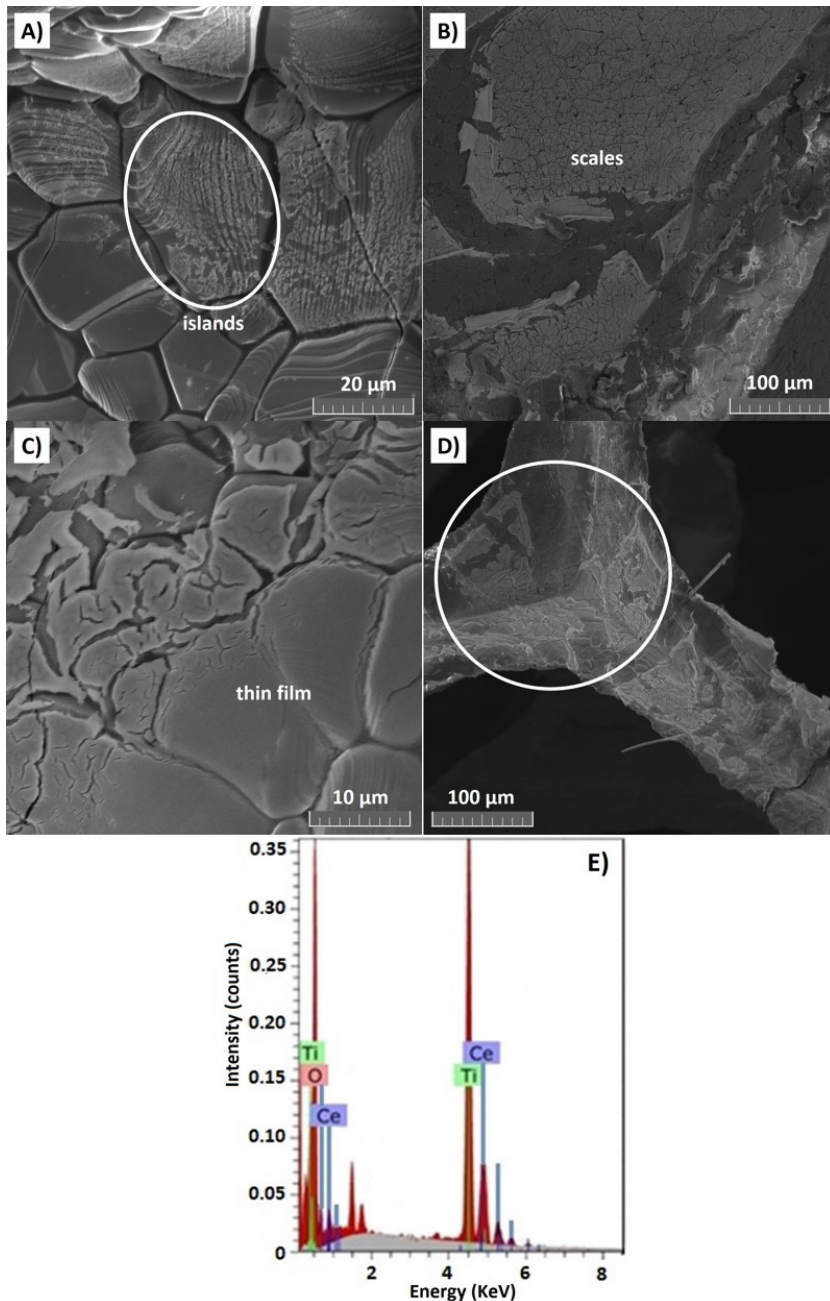 A)
islands
20 µm
B)
scales
100 µm
C)
thin film
10 µm
D)
100 µm
E)
Intensity (counts)
0.35
0.30
0.25
0.20
0.15
0.10
0.05
0
Ti
O
Ce
Ce
Ti
2
4
6
8
Energy (KeV)